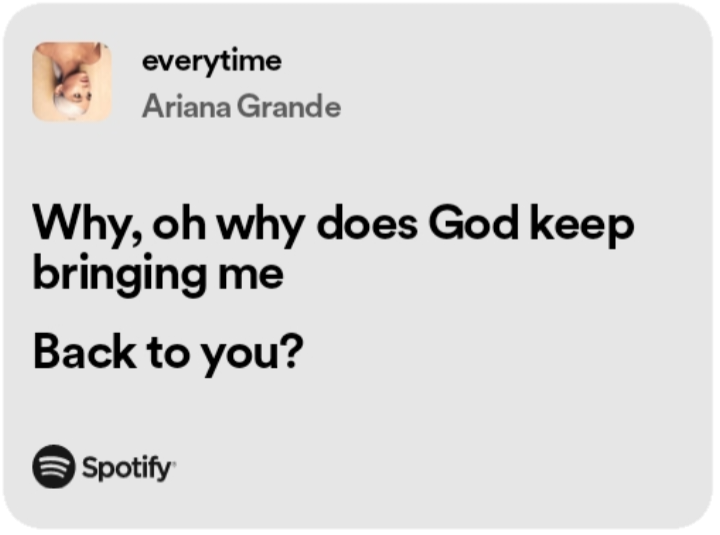 everytime
Ariana Grande
Why, oh why does God keep
bringing me
Back to you?
Spotify